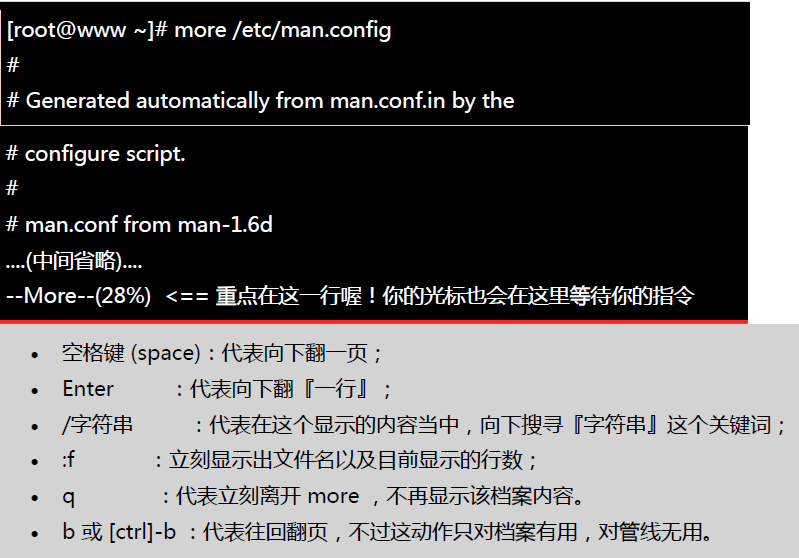 [root@www ~]# more /etc/man.config
#
# Generated automatically from man.conf.in by the
# configure script.
#
# man.conf from man-1.6d
....(中间省略)....
--More--(28%)  <== 重点在这一行喔！你的光标也会在这里等待你的指令
• 空格键 (space)：代表向下翻一页；
• Enter ：代表向下翻『一行』；
• /字符串 ：代表在这个显示的内容当中，向下搜寻『字符串』这个关键词；
• :f ：立刻显示出文件名以及目前显示的行数；
• q ：代表立刻离开 more ，不再显示该档案内容。
• b 或 [ctrl]-b ：代表往回翻页，不过这动作只对档案有用，对管线无用。